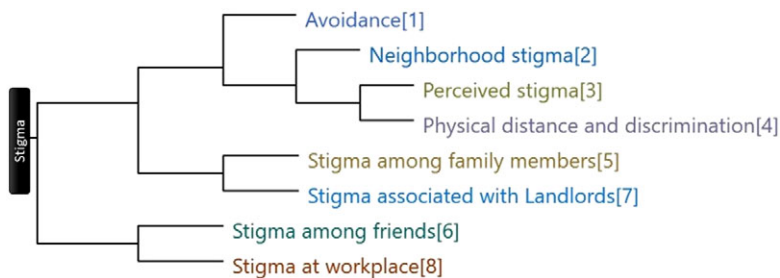 Avoidance[1]
Neighborhood stigma[2]
Perceived stigma[3]
Physical distance and discrimination[4]
Stigma
Stigma among family members[5]
Stigma associated with Landlords[7]
Stigma among friends[6]
Stigma at workplace[8]